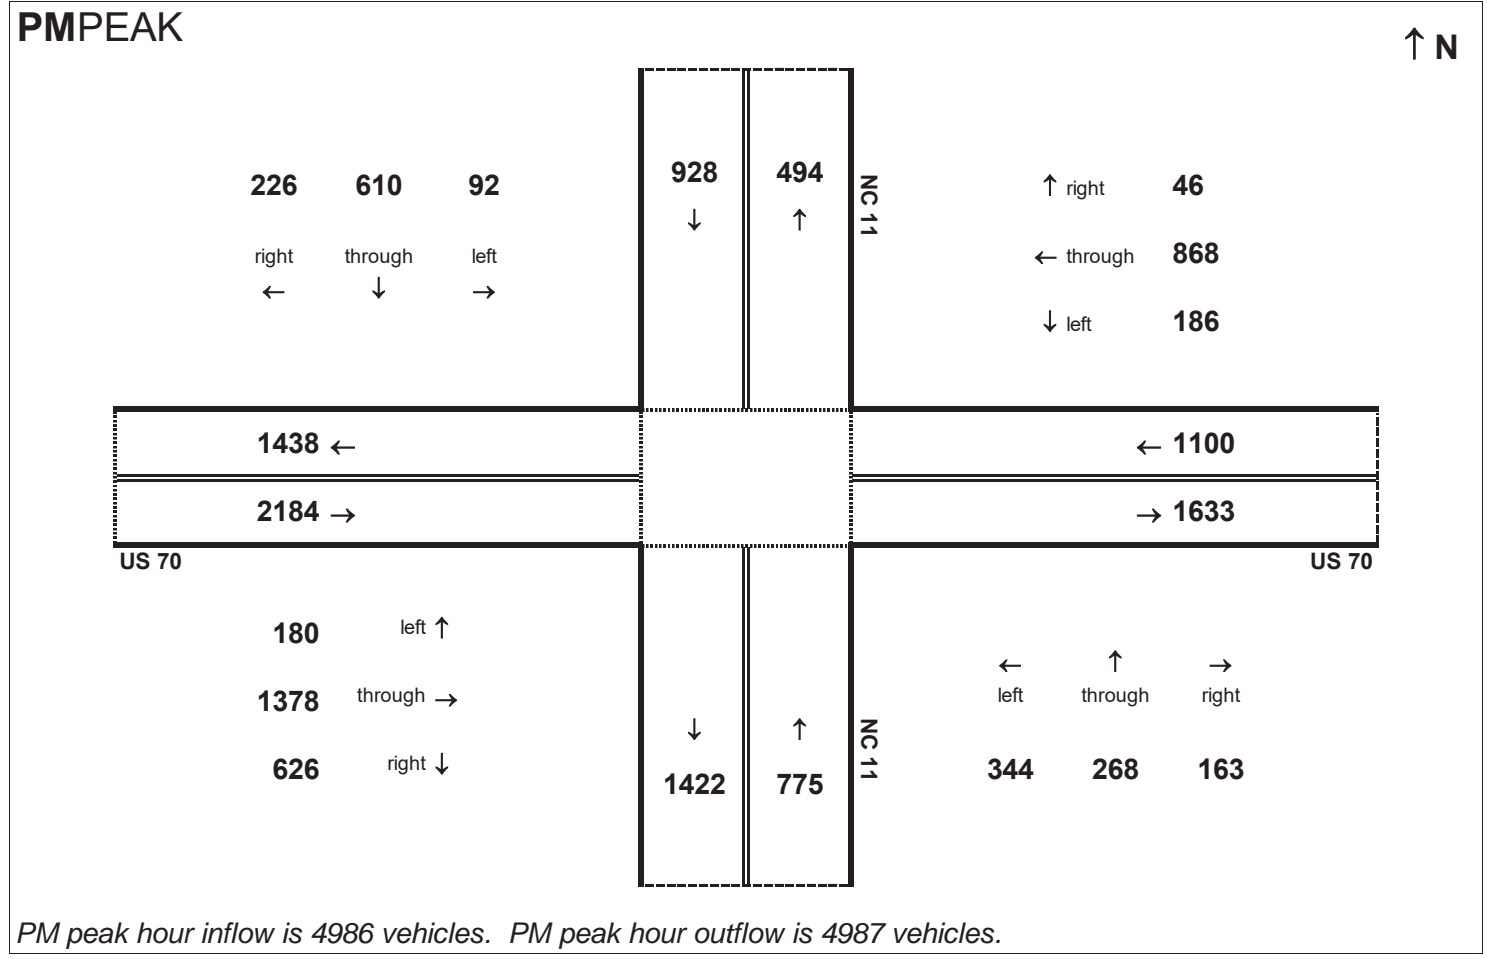 PMPEAK
↑ N
226 610 92
right through left
← ↓ →
928 494
↓ ↑
NC 11
↑ right 46
← through 868
↓ left 186
1438 ←
2184 →
← 1100
→ 1633
US 70
US 70
180 left ↑
1378 through →
626 right ↓
↓ ↑
1422 775
NC 11
← ↑ →
left through right
344 268 163
PM peak hour inflow is 4986 vehicles. PM peak hour outflow is 4987 vehicles.